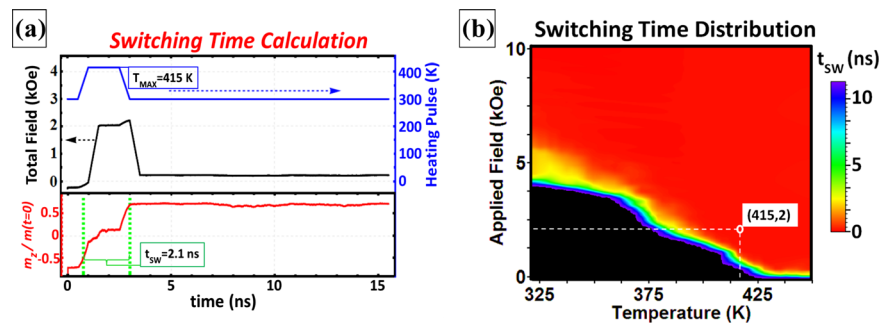 (a)
Switching Time Calculation
Total Field (kOe)
4
3
2
1
0
T_MAX=415 K
400
300
200
100
0
Heating Pulse (K)
m_z / m(t=0)
0.5
0
-0.5
t_SW=2.1 ns
0
5
10
15
time (ns)
(b)
Switching Time Distribution
Applied Field (kOe)
10
5
0
(415,2)
325
375
425
Temperature (K)
t_SW (ns)
10
5
0